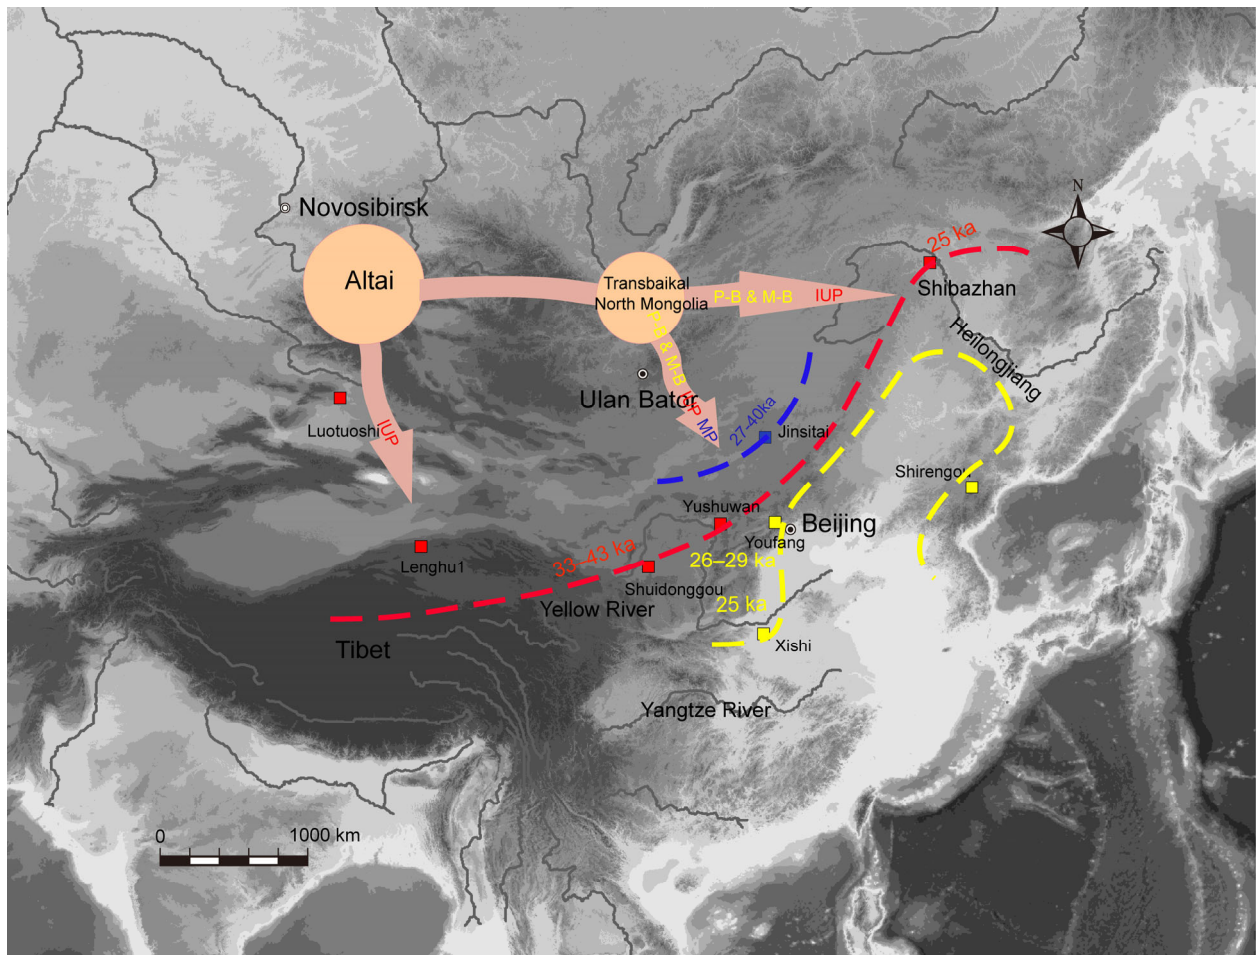 N
Novosibirsk
25 ka
Altai
Transbaikal
North Mongolia
P-B & M-B
IUP
Shibazhan
P-B & M-B
IUP
MP
Heilongjiang
Ulan Bator
27-40ka
Luotuoshi
IUP
Jinsitai
Shirengou
Yushuwan
Beijing
Youfang
33–43 ka
26–29 ka
Lenghu1
Shuidonggou
Yellow River
25 ka
Tibet
Xishi
Yangtze River
0 1000 km